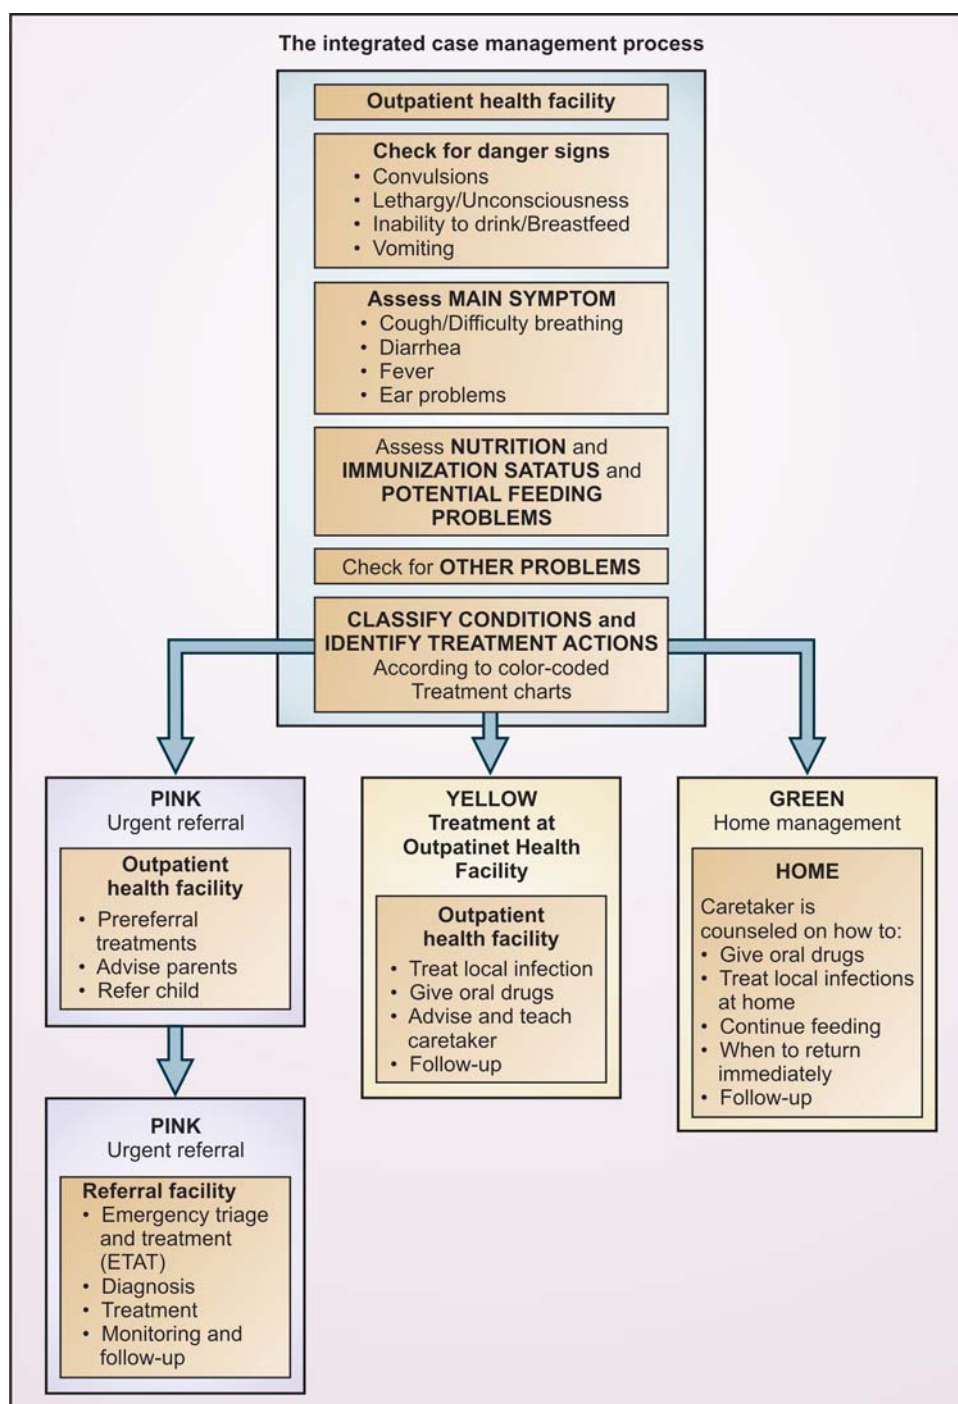 The integrated case management process
Outpatient health facility
Check for danger signs
• Convulsions
• Lethargy/Unconsciousness
• Inability to drink/Breastfeed
• Vomiting
Assess MAIN SYMPTOM
• Cough/Difficulty breathing
• Diarrhea
• Fever
• Ear problems
Assess NUTRITION and
IMMUNIZATION SATATUS and
POTENTIAL FEEDING
PROBLEMS
Check for OTHER PROBLEMS
CLASSIFY CONDITIONS and
IDENTIFY TREATMENT ACTIONS
According to color-coded
Treatment charts
PINK
Urgent referral
Outpatient
health facility
• Prereferral
treatments
• Advise parents
• Refer child
PINK
Urgent referral
Referral facility
• Emergency triage
and treatment
(ETAT)
• Diagnosis
• Treatment
• Monitoring and
follow-up
YELLOW
Treatment at
Outpatinet Health
Facility
Outpatient
health facility
• Treat local infection
• Give oral drugs
• Advise and teach
caretaker
• Follow-up
GREEN
Home management
HOME
Caretaker is
counseled on how to:
• Give oral drugs
• Treat local infections
at home
• Continue feeding
• When to return
immediately
• Follow-up